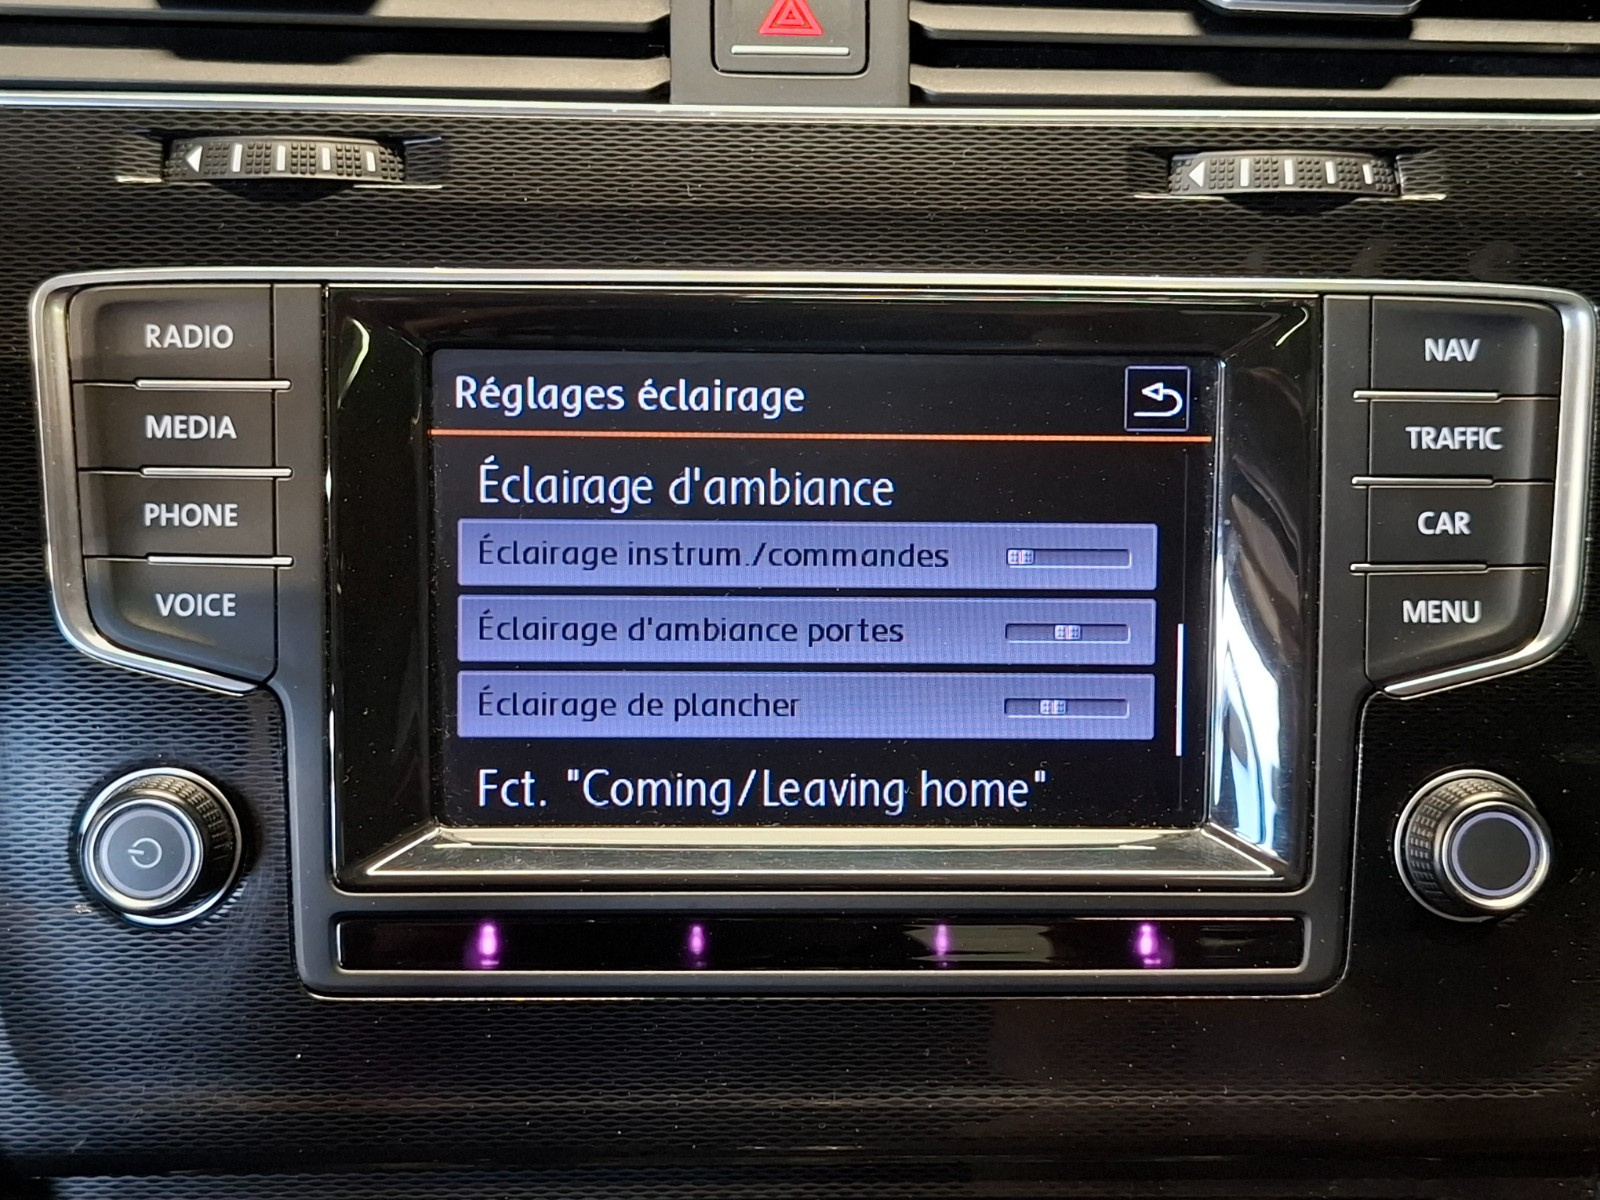 RADIO
MEDIA
PHONE
VOICE
Réglages éclairage
Éclairage d'ambiance
Éclairage instrum./commandes
Éclairage d'ambiance portes
Éclairage de plancher
Fct. "Coming/Leaving home"
NAV
TRAFFIC
CAR
MENU